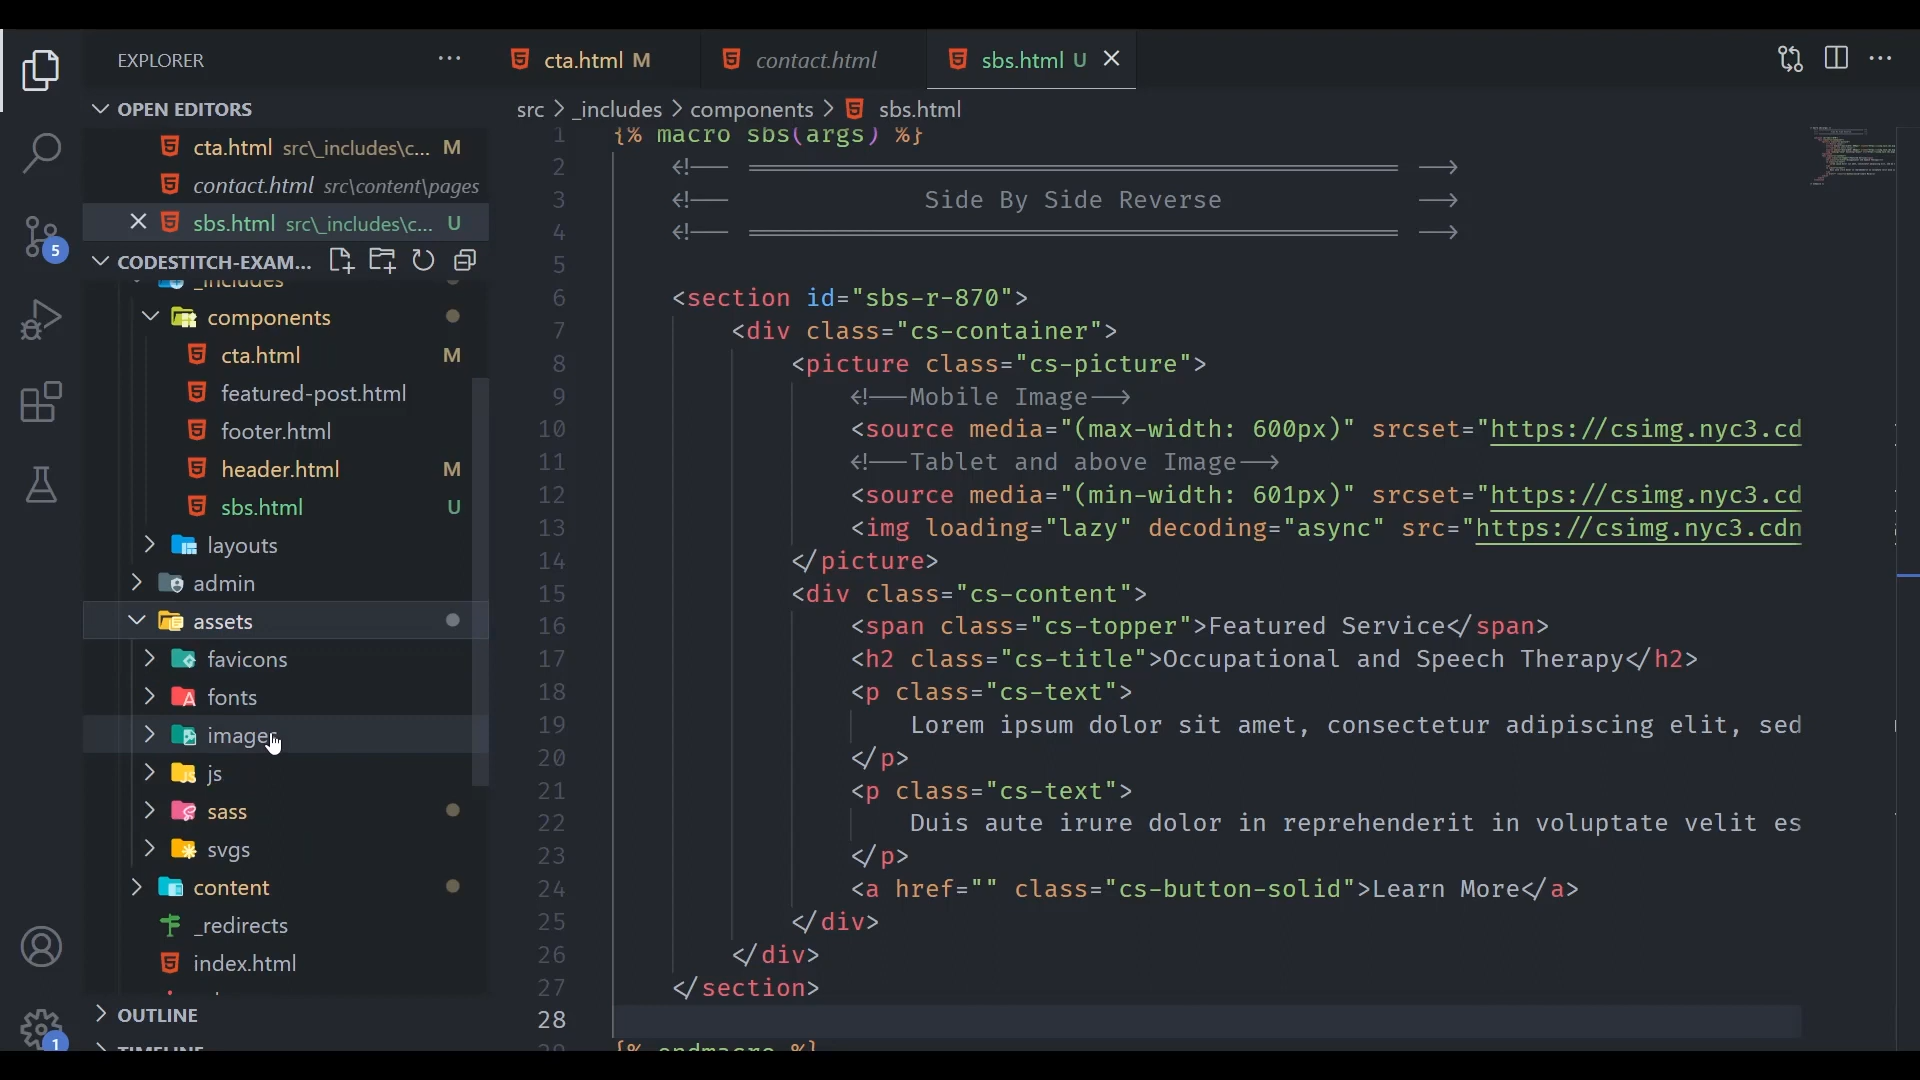 EXPLORER
cta.html M
contact.html
sbs.html U
OPEN EDITORS
cta.html src\_includes\c... M
contact.html src\content\pages
sbs.html src\_includes\c... U
CODESTITCH-EXAM...
_includes
components
cta.html M
featured-post.html
footer.html
header.html M
sbs.html U
layouts
admin
assets
favicons
fonts
images
js
sass
svgs
content
_redirects
index.html
OUTLINE
TIMELINE
5
1
src > _includes > components > sbs.html
1 {% macro sbs(args) %}
2 <!-- ============================================ -->
3 <!-- Side By Side Reverse -->
4 <!-- ============================================ -->
5
6 <section id="sbs-r-870">
7 <div class="cs-container">
8 <picture class="cs-picture">
9 <!--Mobile Image-->
10 <source media="(max-width: 600px)" srcset="https://csimg.nyc3.cd
11 <!--Tablet and above Image-->
12 <source media="(min-width: 601px)" srcset="https://csimg.nyc3.cd
13 <img loading="lazy" decoding="async" src="https://csimg.nyc3.cdn
14 </picture>
15 <div class="cs-content">
16 <span class="cs-topper">Featured Service</span>
17 <h2 class="cs-title">Occupational and Speech Therapy</h2>
18 <p class="cs-text">
19 Lorem ipsum dolor sit amet, consectetur adipiscing elit, sed
20 </p>
21 <p class="cs-text">
22 Duis aute irure dolor in reprehenderit in voluptate velit es
23 </p>
24 <a href="" class="cs-button-solid">Learn More</a>
25 </div>
26 </div>
27 </section>
28
29 {% endmacro %}